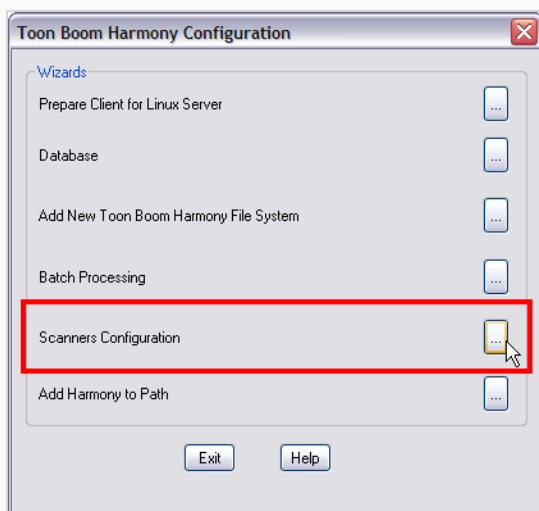 Toon Boom Harmony Configuration
Wizards
Prepare Client for Linux Server
...
Database
...
Add New Toon Boom Harmony File System
...
Batch Processing
...
Scanners Configuration
...
Add Harmony to Path
...
Exit
Help